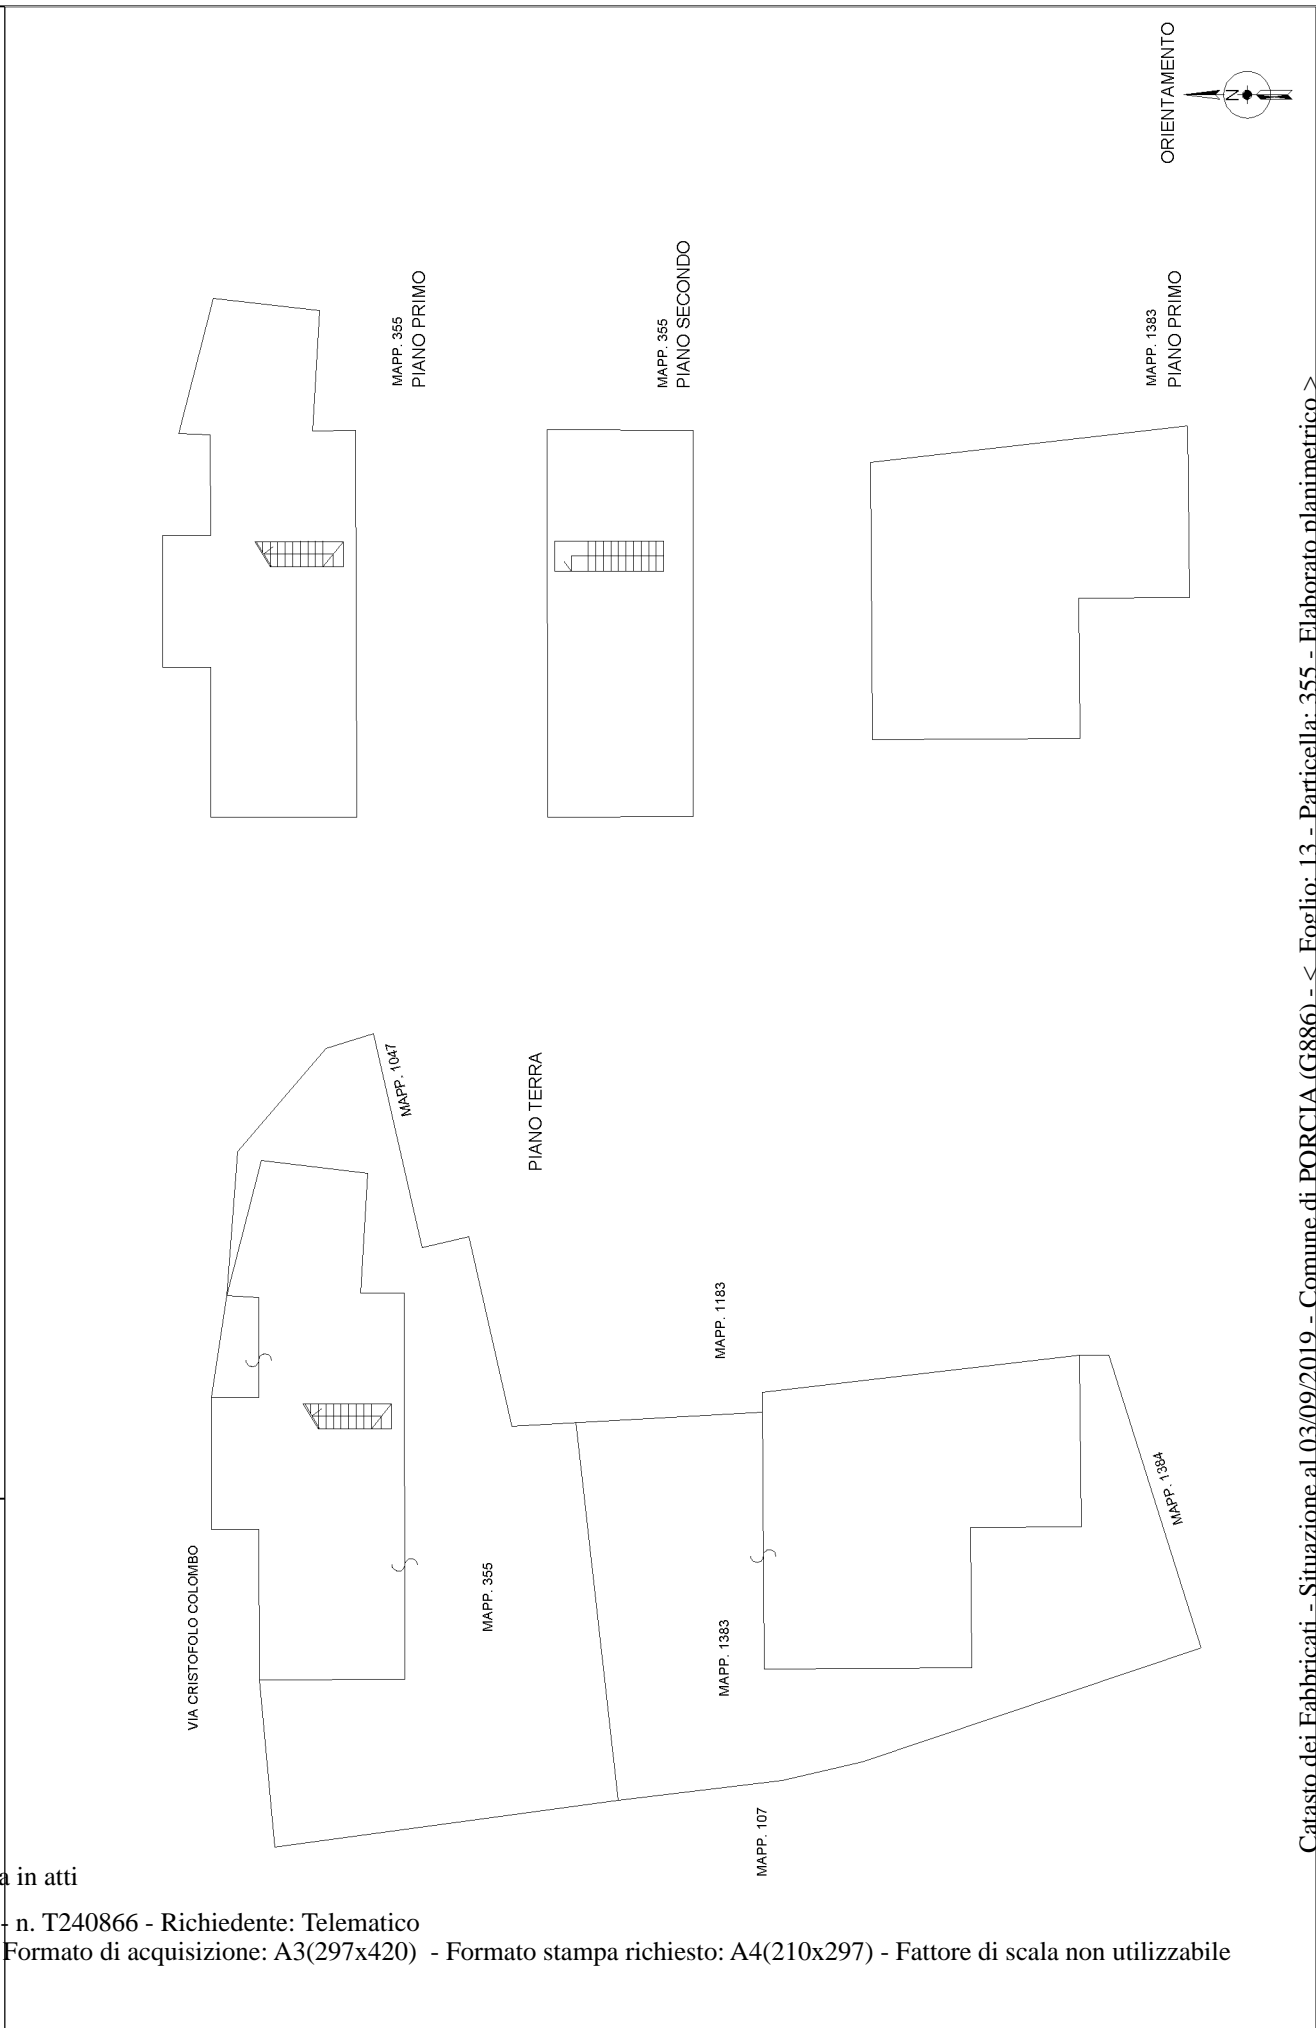 ORIENTAMENTO
N
MAPP. 355
PIANO PRIMO
MAPP. 355
PIANO SECONDO
MAPP. 1383
PIANO PRIMO
MAPP. 1047
PIANO TERRA
MAPP. 1183
VIA CRISTOFOLO COLOMBO
MAPP. 355
MAPP. 1383
MAPP. 1384
MAPP. 107
Catasto dei Fabbricati - Situazione al 03/09/2019 - Comune di PORCIA (G886) - < Foglio: 13 - Particella: 355 - Elaborato planimetrico >
a in atti
- n. T240866 - Richiedente: Telematico
Formato di acquisizione: A3(297x420) - Formato stampa richiesto: A4(210x297) - Fattore di scala non utilizzabile